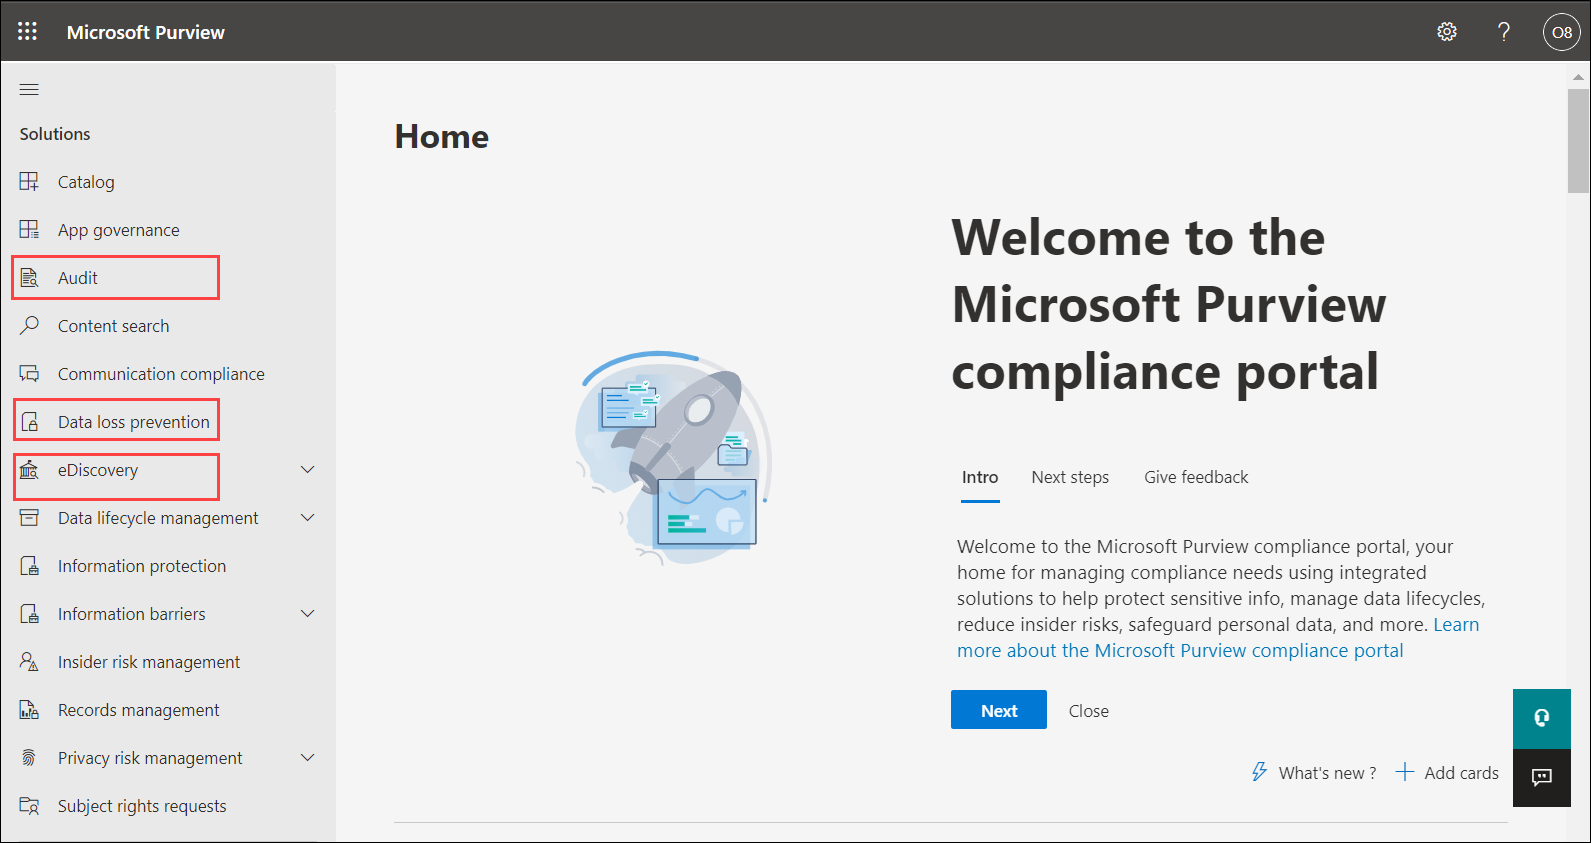 Microsoft Purview
?
O8
Solutions
Catalog
App governance
Audit
Content search
Communication compliance
Data loss prevention
eDiscovery
Data lifecycle management
Information protection
Information barriers
Insider risk management
Records management
Privacy risk management
Subject rights requests
Home
Welcome to the
Microsoft Purview
compliance portal
Intro
Next steps
Give feedback
Welcome to the Microsoft Purview compliance portal, your
home for managing compliance needs using integrated
solutions to help protect sensitive info, manage data lifecycles,
reduce insider risks, safeguard personal data, and more. Learn
more about the Microsoft Purview compliance portal
Next
Close
What's new ?
Add cards